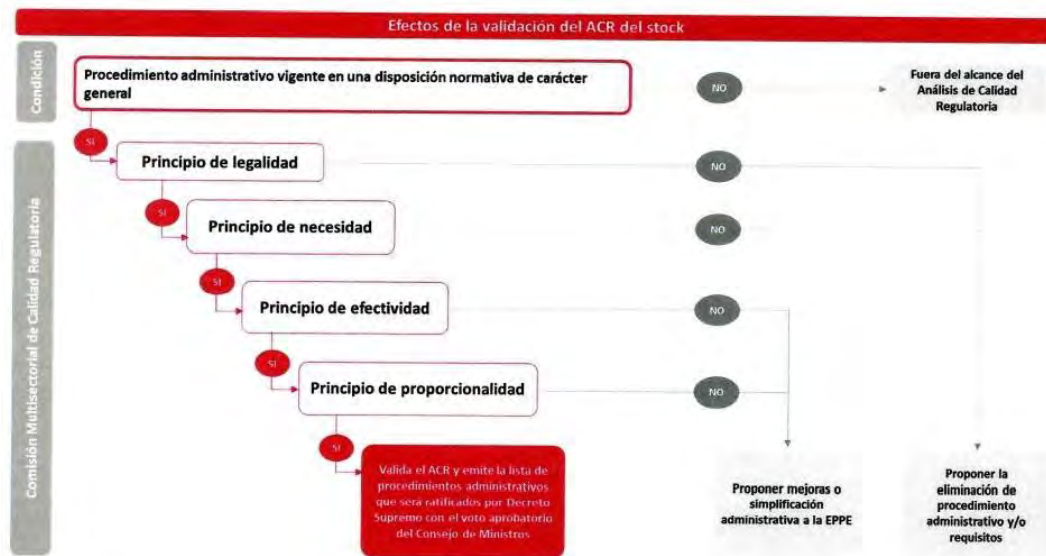 Efectos de la validación del ACR del stock
Condición
Procedimiento administrativo vigente en una disposición normativa de carácter
general
NO
Fuera del alcance del
Análisis de Calidad
Regulatoria
SI
Comisión Multisectorial de Calidad Regulatoria
Principio de legalidad
NO
SI
Principio de necesidad
NO
SI
Principio de efectividad
NO
SI
Principio de proporcionalidad
NO
SI
Valida el ACR y emite la lista de
procedimientos administrativos
que será ratificados por Decreto
Supremo con el voto aprobatorio
del Consejo de Ministros
Proponer mejoras o
simplificación
administrativa a la EPPE
Proponer la
eliminación de
procedimiento
administrativo y/o
requisitos